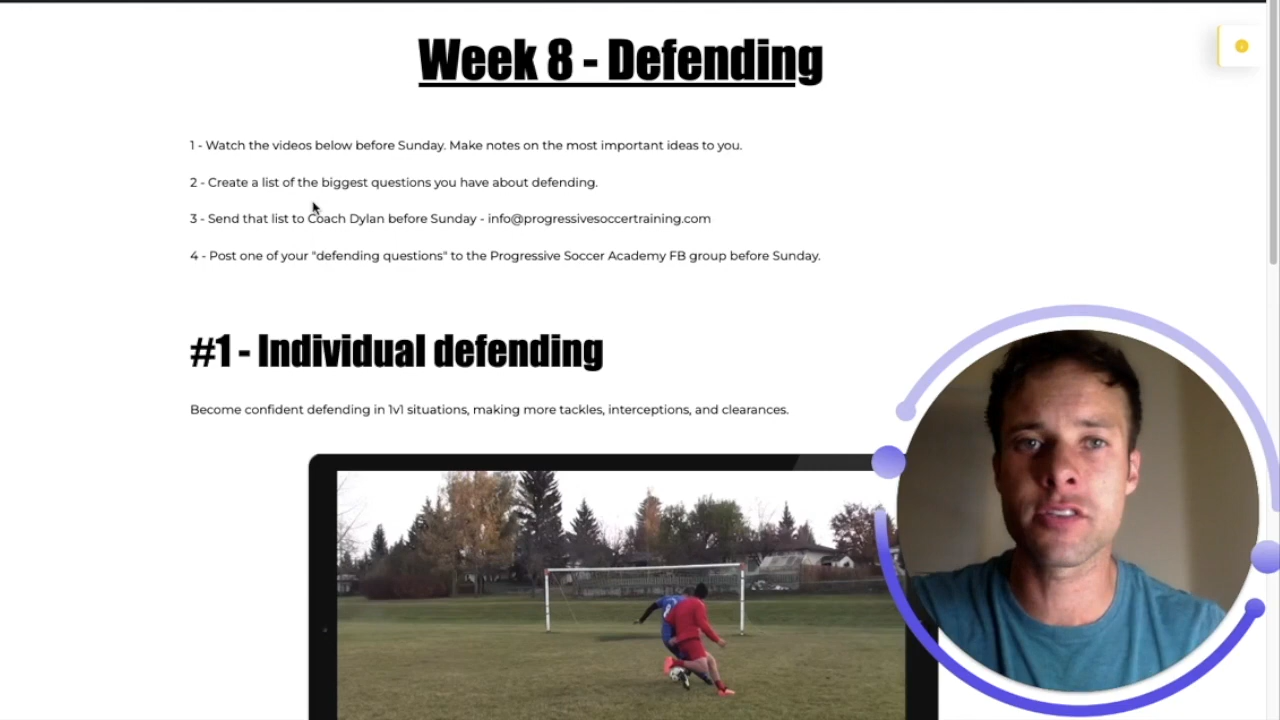 Week 8 - Defending
1 - Watch the videos below before Sunday. Make notes on the most important ideas to you.
2 - Create a list of the biggest questions you have about defending.
3 - Send that list to Coach Dylan before Sunday - info@progressivesoccertraining.com
4 - Post one of your "defending questions" to the Progressive Soccer Academy FB group before Sunday.
#1 - Individual defending
Become confident defending in 1v1 situations, making more tackles, interceptions, and clearances.